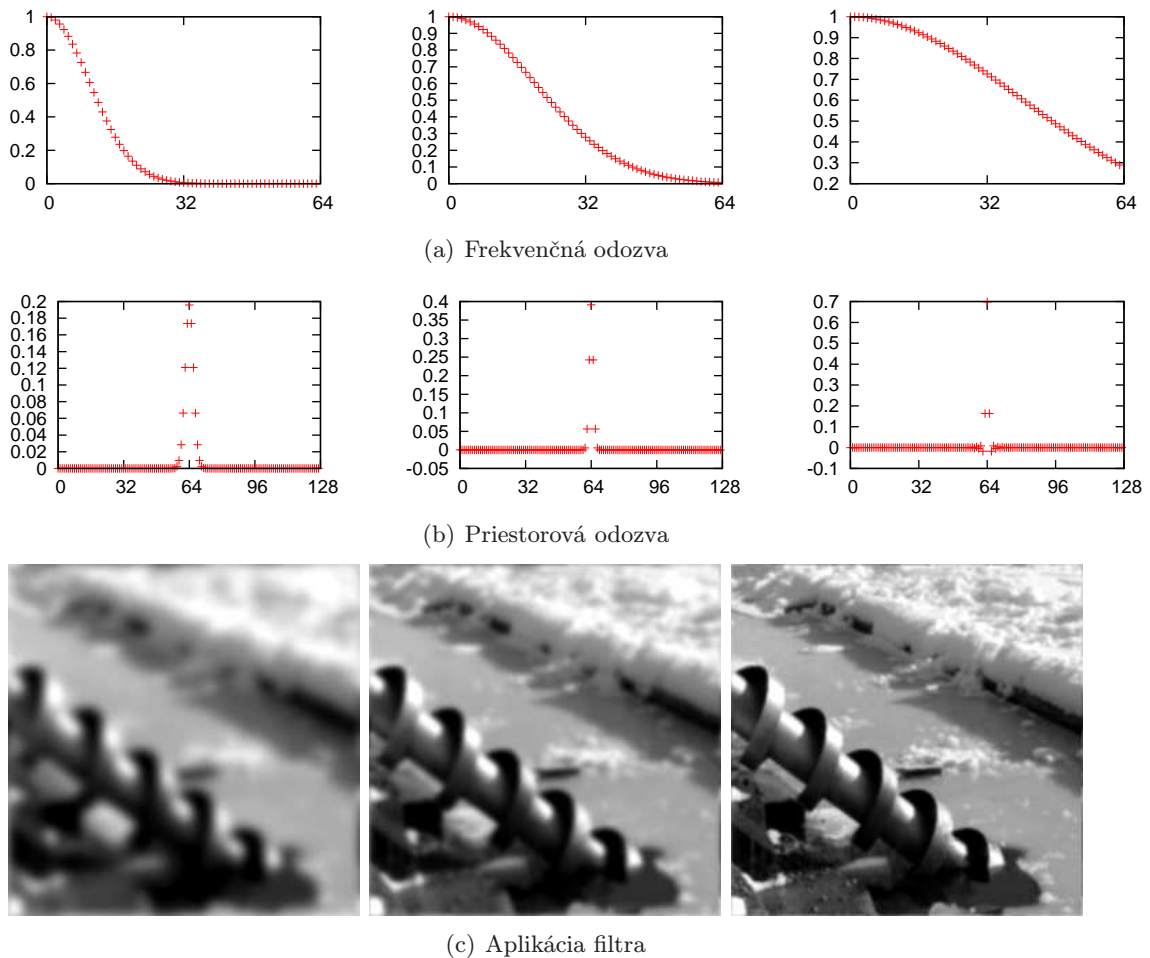 1 0.8 0.6 0.4 0.2 0
0 32 64
1 0.9 0.8 0.7 0.6 0.5 0.4 0.3 0.2 0.1 0
0 32 64
1 0.9 0.8 0.7 0.6 0.5 0.4 0.3 0.2
0 32 64
(a) Frekvenčná odozva
0.2 0.18 0.16 0.14 0.12 0.1 0.08 0.06 0.04 0.02 0
0 32 64 96 128
0.4 0.35 0.3 0.25 0.2 0.15 0.1 0.05 0 -0.05
0 32 64 96 128
0.7 0.6 0.5 0.4 0.3 0.2 0.1 0 -0.1
0 32 64 96 128
(b) Priestorová odozva
(c) Aplikácia filtra